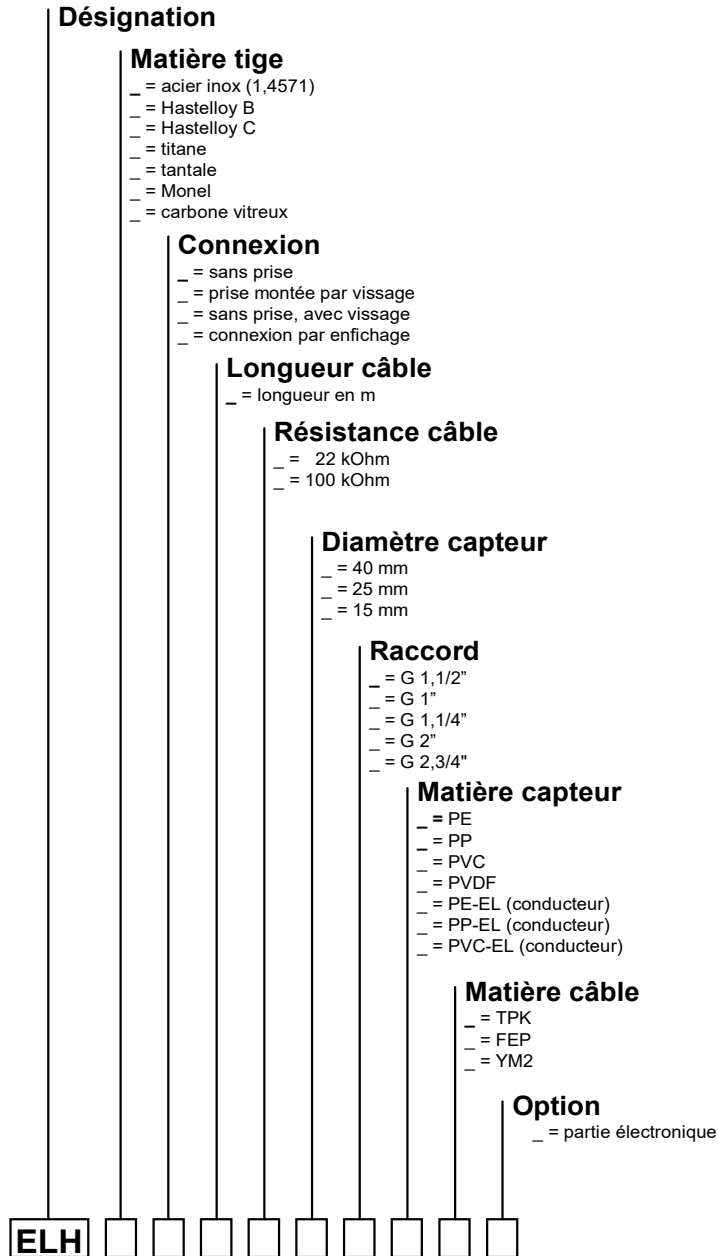 Désignation
Matière tige
_ = acier inox (1,4571)
_ = Hastelloy B
_ = Hastelloy C
_ = titane
_ = tantale
_ = Monel
_ = carbone vitreux
Connexion
_ = sans prise
_ = prise montée par vissage
_ = sans prise, avec vissage
_ = connexion par enfichage
Longueur câble
_ = longueur en m
Résistance câble
_ = 22 kOhm
_ = 100 kOhm
Diamètre capteur
_ = 40 mm
_ = 25 mm
_ = 15 mm
Raccord
_ = G 1,1/2”
_ = G 1”
_ = G 1,1/4”
_ = G 2”
_ = G 2,3/4"
Matière capteur
_ = PE
_ = PP
_ = PVC
_ = PVDF
_ = PE-EL (conducteur)
_ = PP-EL (conducteur)
_ = PVC-EL (conducteur)
Matière câble
_ = TPK
_ = FEP
_ = YM2
Option
_ = partie électronique
ELH